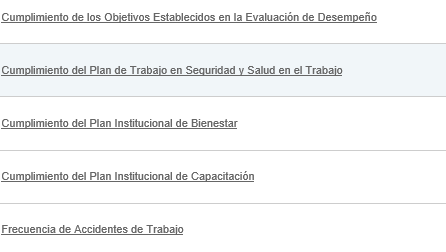 Cumplimiento de los Objetivos Establecidos en la Evaluación de Desempeño
Cumplimiento del Plan de Trabajo en Seguridad y Salud en el Trabajo
Cumplimiento del Plan Institucional de Bienestar
Cumplimiento del Plan Institucional de Capacitación
Frecuencia de Accidentes de Trabajo